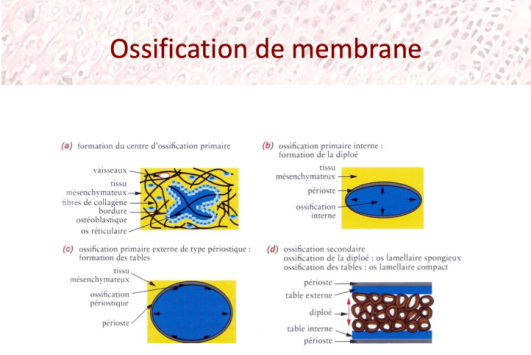 Ossification de membrane
(a) formation du centre d'ossification primaire
vaisseaux
tissu
mésenchymateux
fibres de collagène
bordure
ostéoblastique
os réticulaire
(b) ossification primaire interne :
formation de la diploé
tissu
mésenchymateux
périoste
ossification
interne
(c) ossification primaire externe de type périostique :
formation des tables
tissu
mésenchymateux
ossification
périostique
périoste
(d) ossification secondaire
ossification de la diploé : os lamellaire spongieux
ossification des tables : os lamellaire compact
périoste
table externe
diploé
table interne
périoste